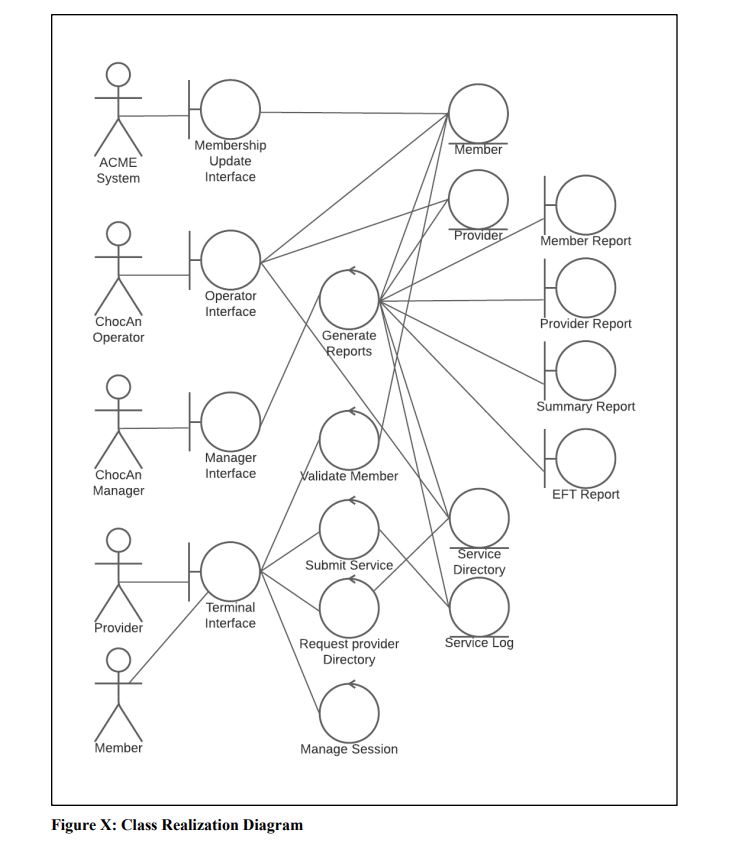 ACME
System
Membership
Update
Interface
Member
Provider
Member Report
ChocAn
Operator
Operator
Interface
Generate
Reports
Provider Report
Summary Report
ChocAn
Manager
Manager
Interface
Validate Member
EFT Report
Submit Service
Service
Directory
Provider
Terminal
Interface
Request provider
Directory
Service Log
Member
Manage Session
Figure X: Class Realization Diagram